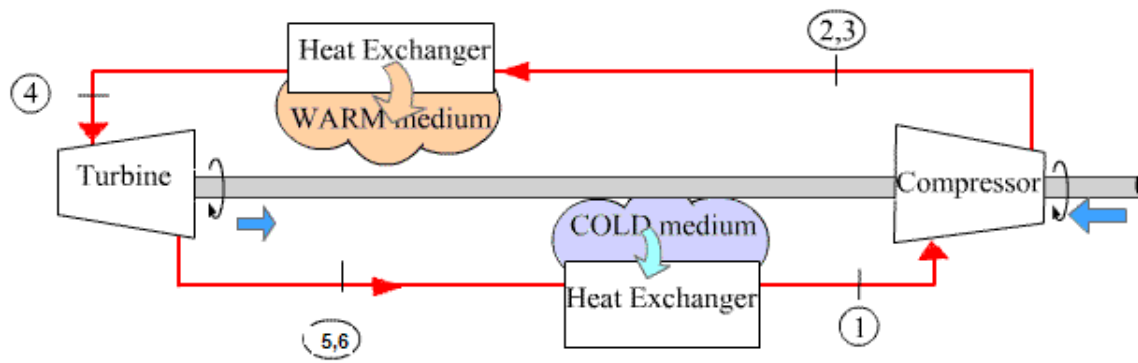 2,3
Heat Exchanger
4
WARM medium
Turbine
Compressor
COLD medium
Heat Exchanger
1
5,6